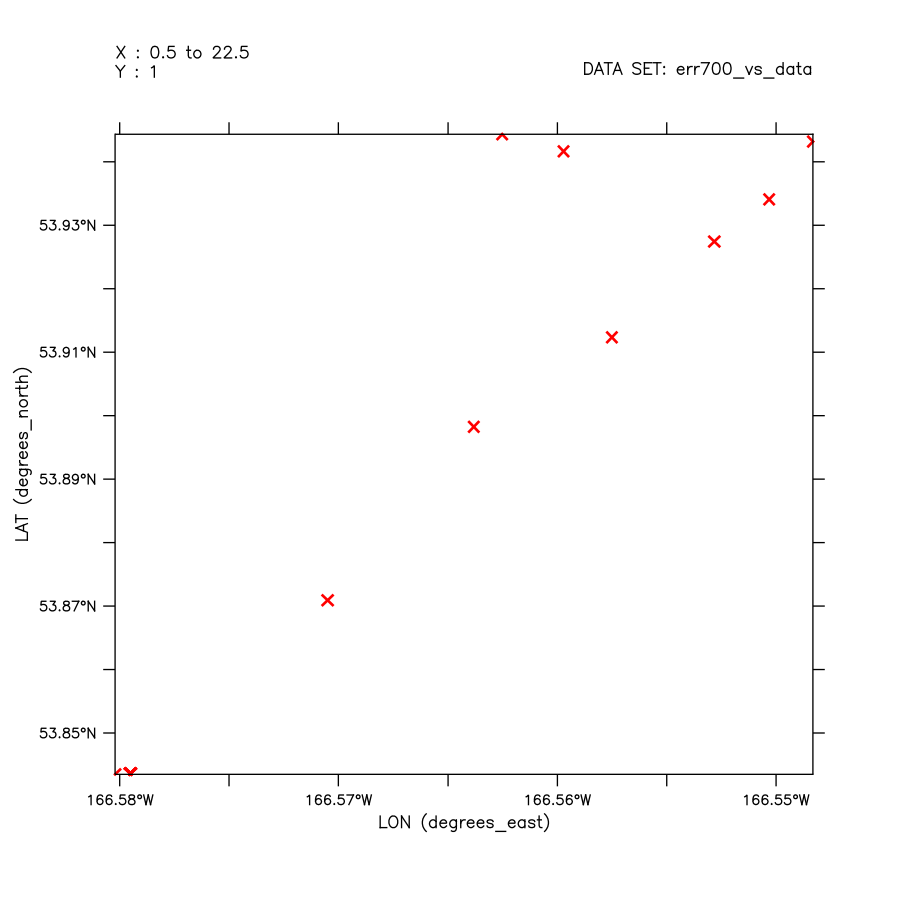 X : 0.5 to 22.5
Y : 1
DATA SET: err700_vs_data
53.93°N
53.91°N
53.89°N
53.87°N
53.85°N
LAT (degrees_north)
166.58°W 166.57°W 166.56°W 166.55°W
LON (degrees_east)